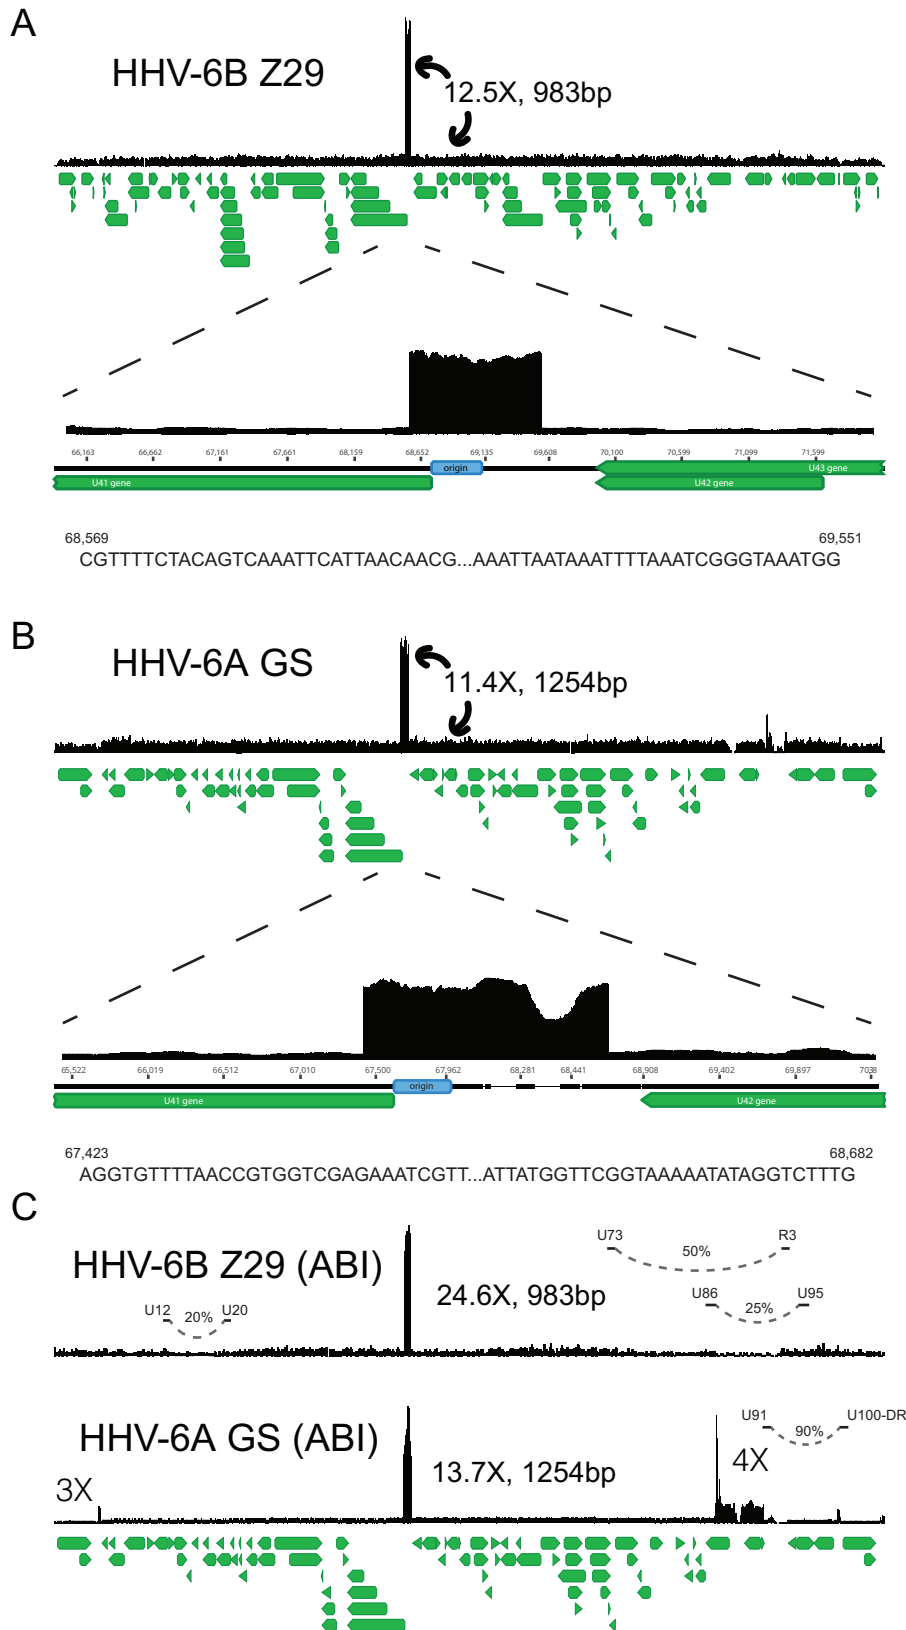 A
HHV-6B Z29
12.5X, 983bp
66,163 66,662 67,161 67,661 68,159 68,652 69,135 69,608 70,100 70,599 71,099 71,599
origin U43 gene
U41 gene U42 gene
68,569 69,551
CGTTTTCTACAGTCAAATTCATTAACAACG...AAATTAATAAATTTTAAATCGGGTAAATGG
B
HHV-6A GS
11.4X, 1254bp
65,522 66,019 66,512 67,010 67,500 67,962 68,281 68,441 68,908 69,402 69,897 7038
origin
U41 gene U42 gene
67,423 68,682
AGGTGTTTTAACCGTGGTCGAGAAATCGTT...ATTATGGTTCGGTAAAAATATAGGTCTTTG
C
U73 50% R3
HHV-6B Z29 (ABI)
24.6X, 983bp
U86 25% U95
U12 20% U20
U91 90% U100-DR
HHV-6A GS (ABI)
4X
13.7X, 1254bp
3X